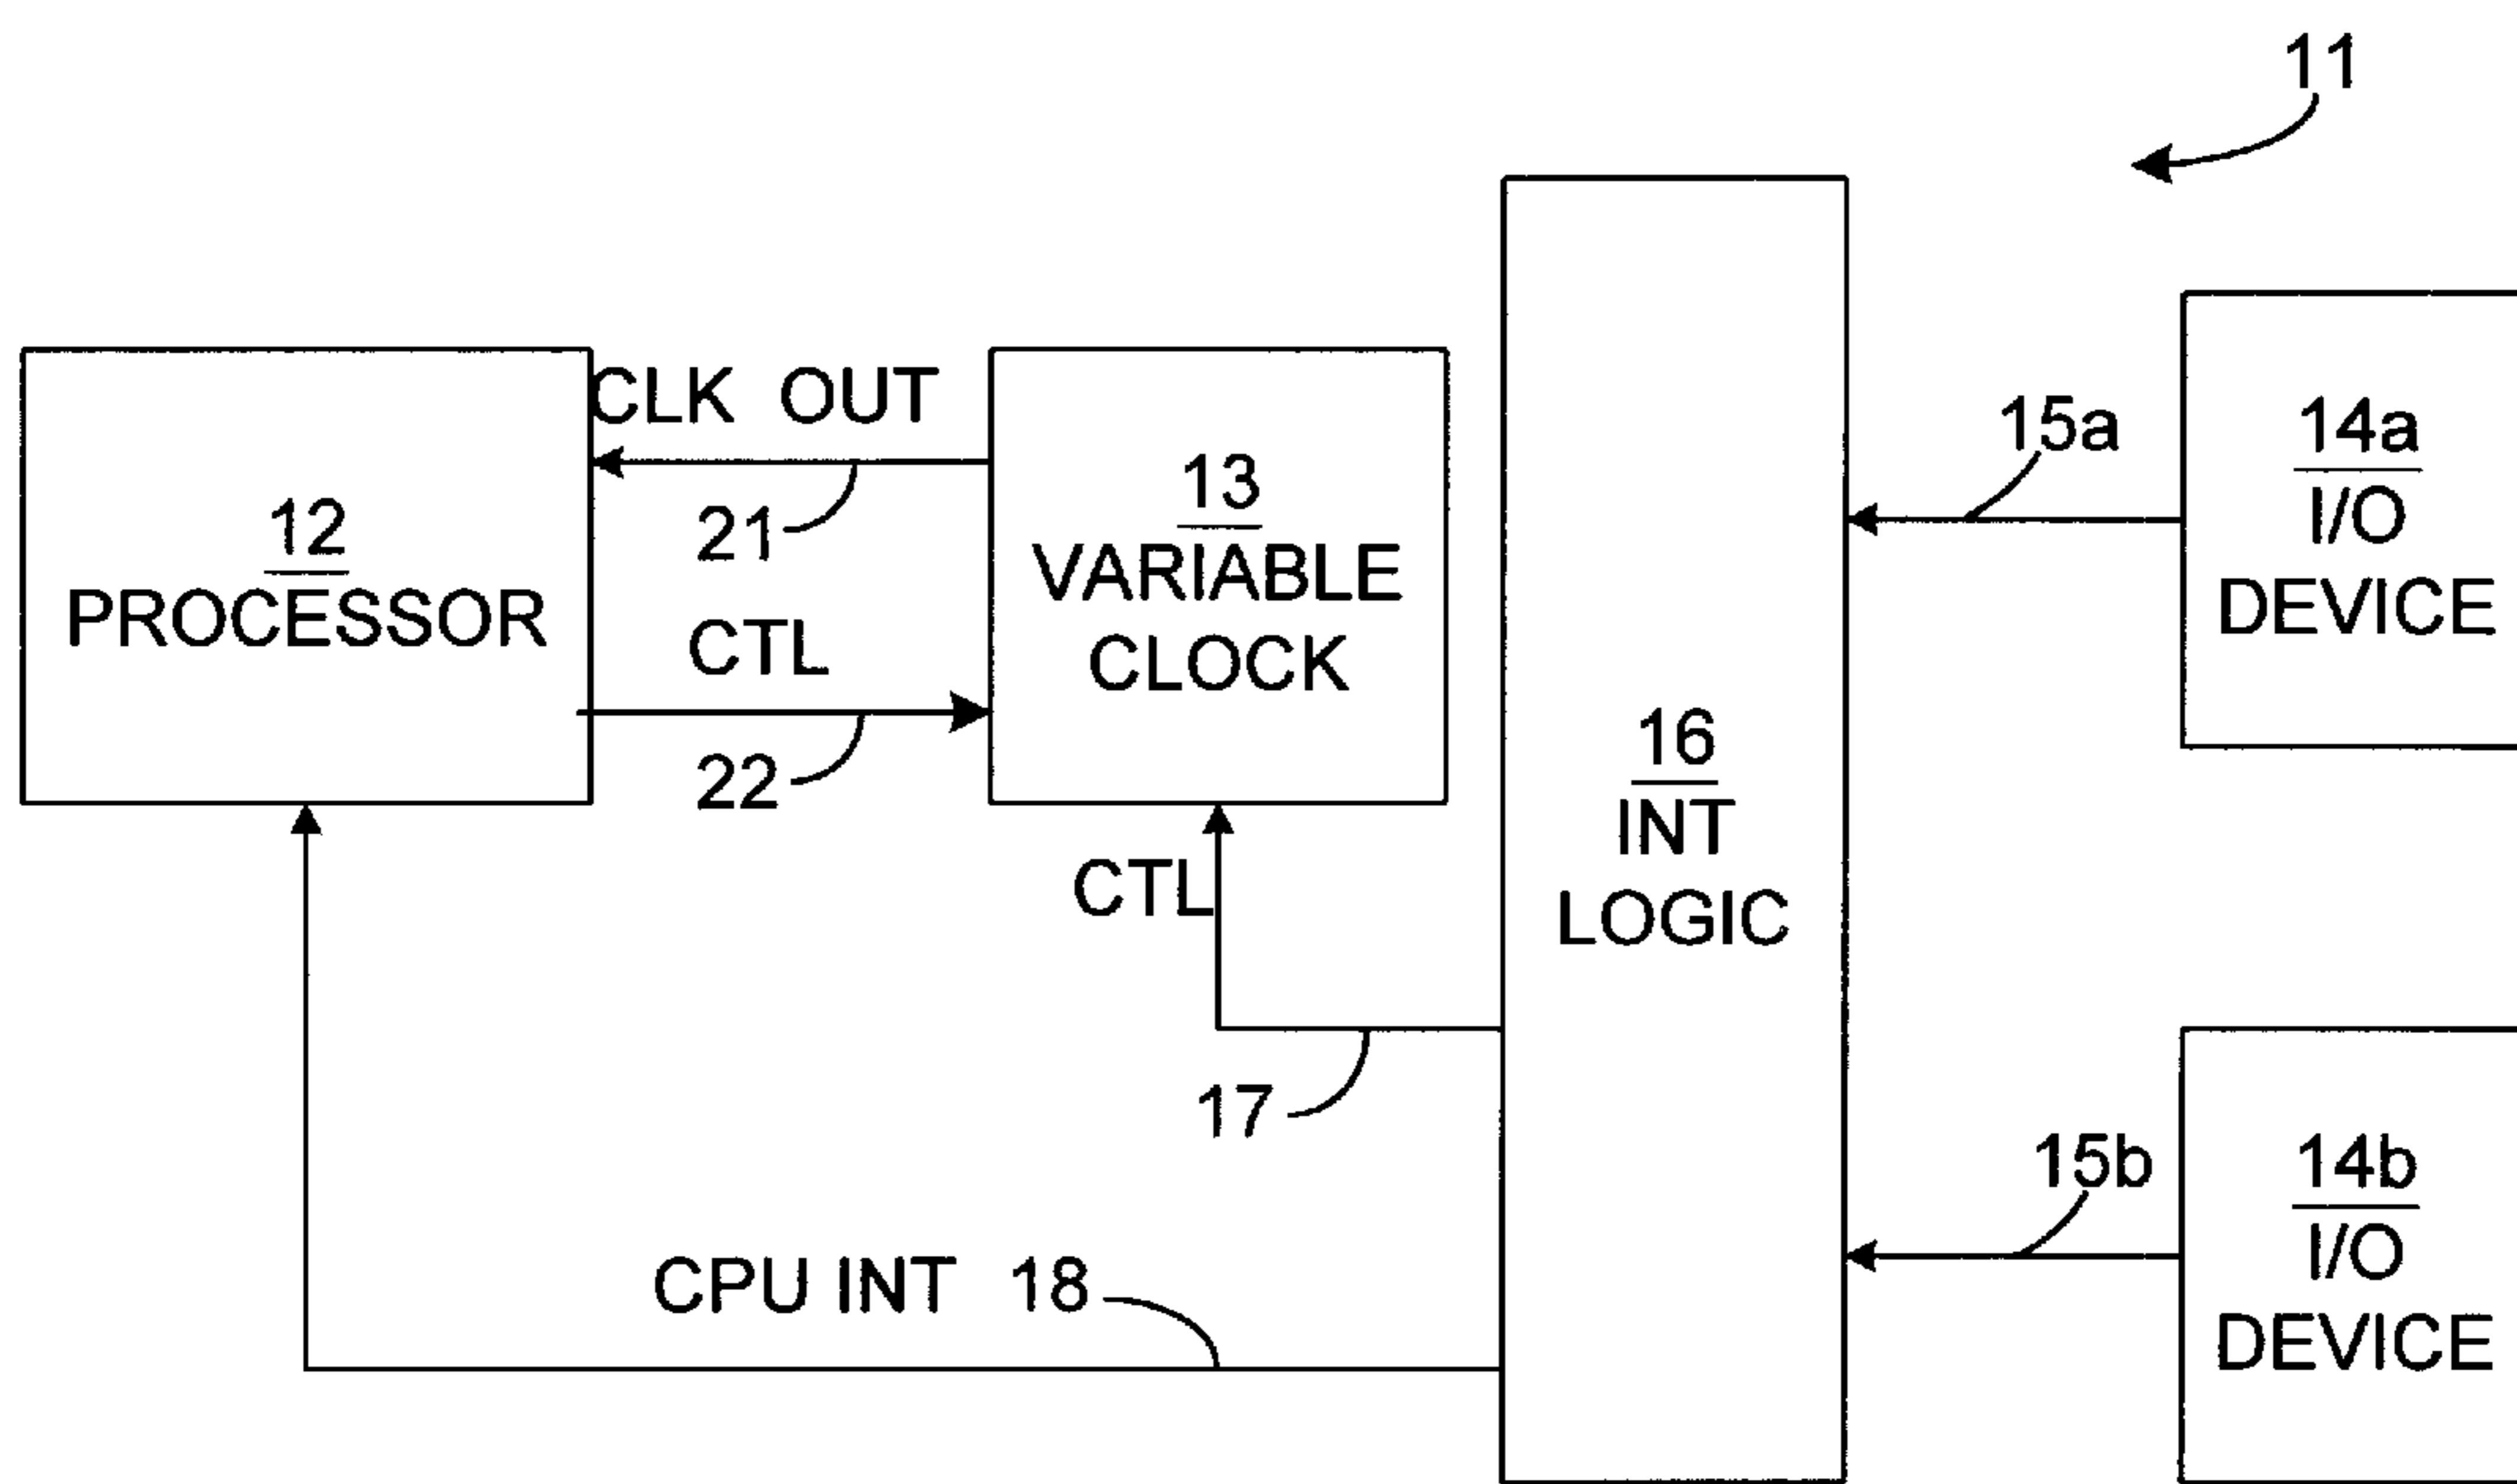 11
12
PROCESSOR
CLK OUT
21
CTL
22
13
VARIABLE
CLOCK
CTL
17
CPU INT 18
16
INT
LOGIC
15a
14a
I/O
DEVICE
15b
14b
I/O
DEVICE